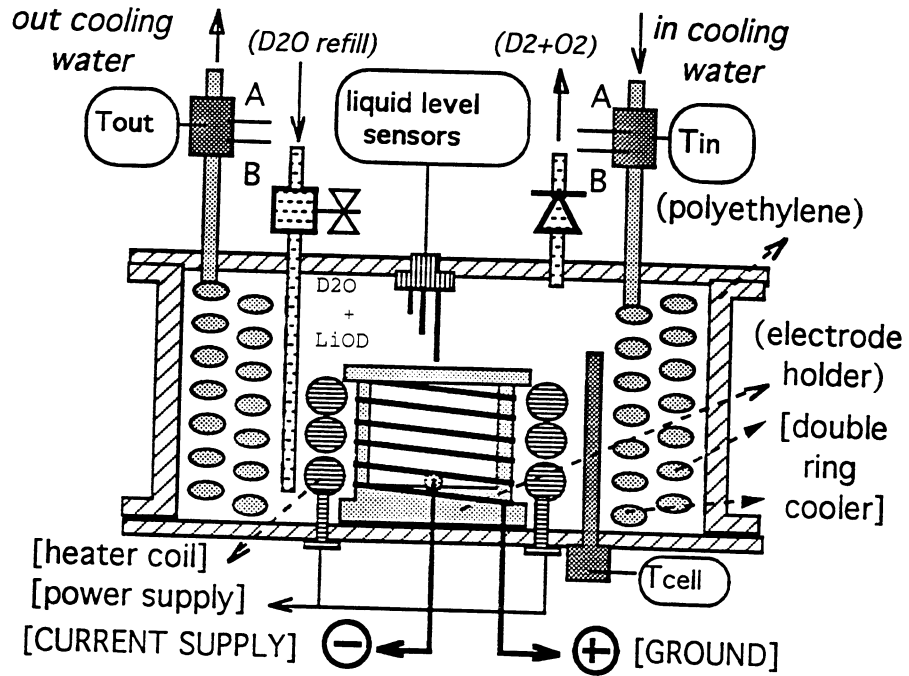 out cooling
water
(D2O refill)
(D2+O2)
in cooling
water
A
B
Tout
liquid level
sensors
A
B
Tin
(polyethylene)
D2O
+
LiOD
(electrode
holder)
[double
ring
cooler]
[heater coil]
[power supply]
Tcell
[CURRENT SUPPLY] −
+ [GROUND]